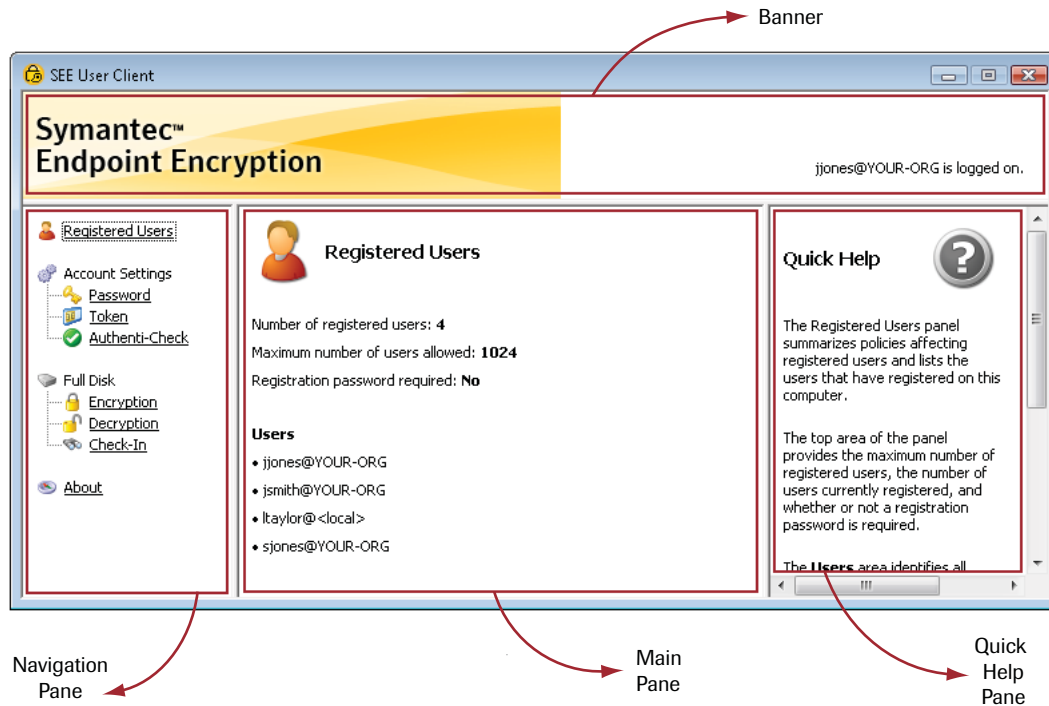 Banner
SEE User Client
Symantec™
Endpoint Encryption
jjones@YOUR-ORG is logged on.
Registered Users
Account Settings
Password
Token
Authenti-Check
Full Disk
Encryption
Decryption
Check-In
About
Registered Users
Number of registered users: 4
Maximum number of users allowed: 1024
Registration password required: No
Users
• jjones@YOUR-ORG
• jsmith@YOUR-ORG
• ltaylor@<local>
• sjones@YOUR-ORG
Quick Help
The Registered Users panel
summarizes policies affecting
registered users and lists the
users that have registered on this
computer.
The top area of the panel
provides the maximum number of
registered users, the number of
users currently registered, and
whether or not a registration
password is required.
The Users area identifies all
Navigation
Pane
Main
Pane
Quick
Help
Pane